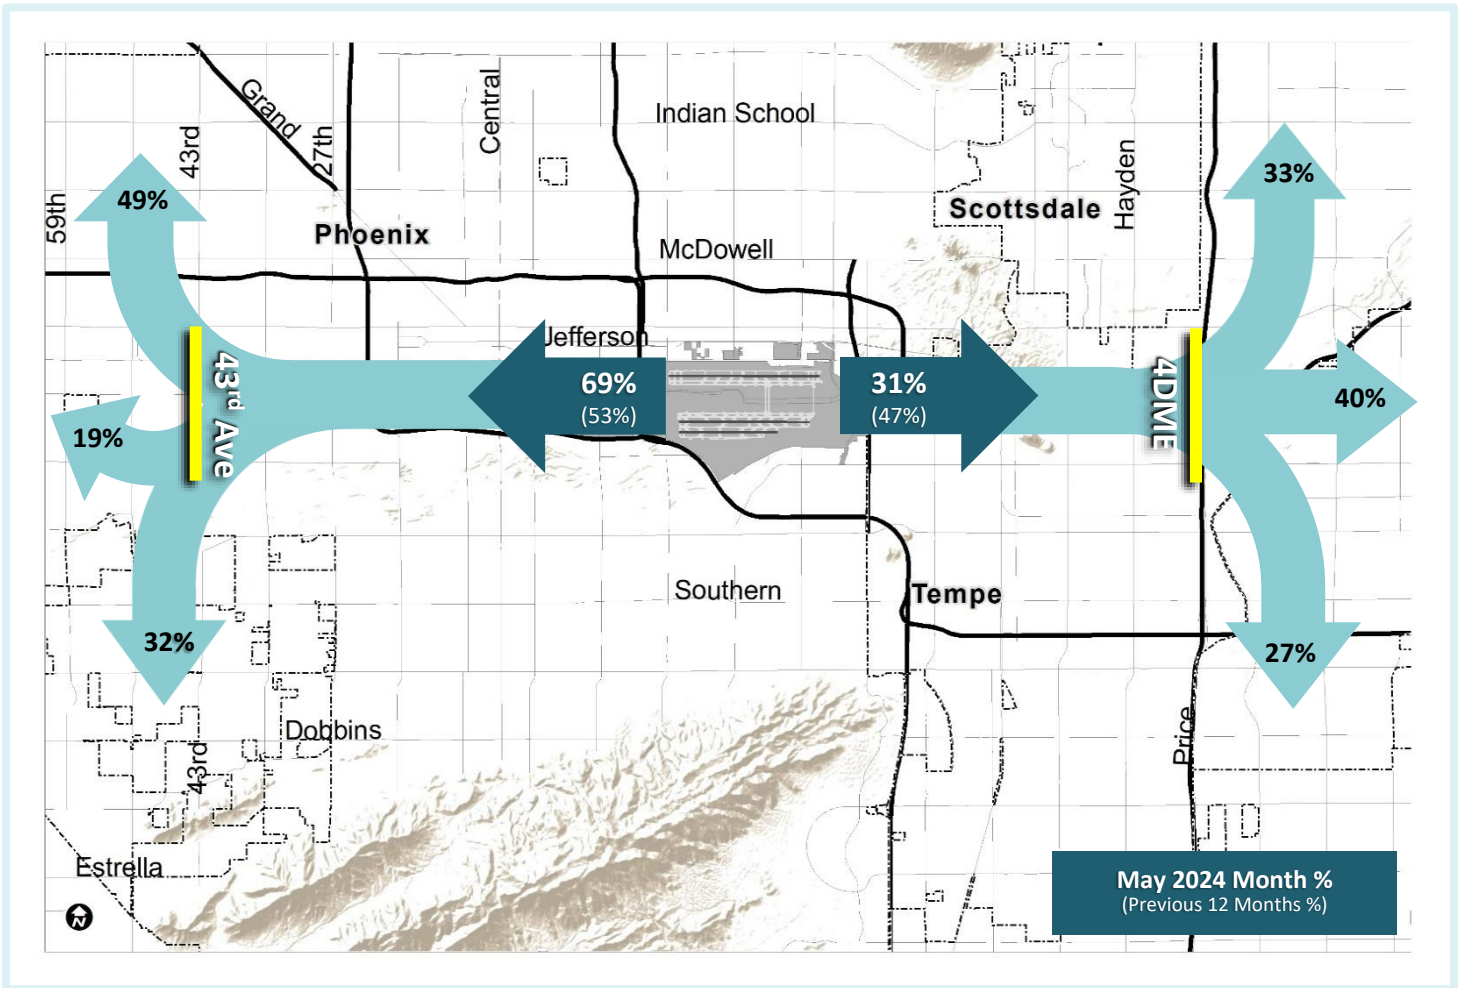 Grand
43rd
27th
Central
Indian School
Hayden
33%
49%
59th
Scottsdale
Phoenix
McDowell
Jefferson
43rd Ave
69%
(53%)
31%
(47%)
4DME
40%
19%
Southern
Tempe
32%
27%
Dobbins
43rd
Price
Estrella
N
May 2024 Month %
(Previous 12 Months %)